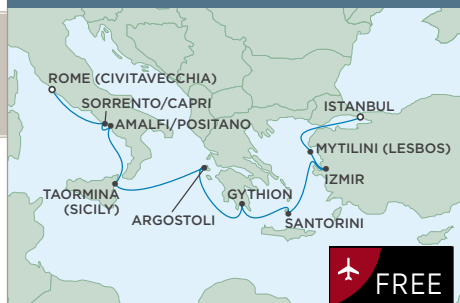 ROME (CIVITAVECCHIA)
SORRENTO/CAPRI
AMALFI/POSITANO
ISTANBUL
MYTILINI (LESBOS)
IZMIR
TAORMINA
(SICILY)
GYTHION
ARGOSTOLI
SANTORINI
FREE